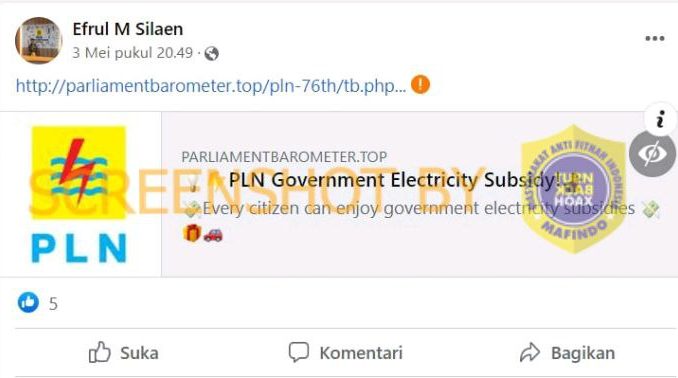 Efrul M Silaen
3 Mei pukul 20.49 ·
http://parliamentbarometer.top/pln-76th/tb.php...
PARLIAMENTBAROMETER.TOP
PLN Government Electricity Subsidy!
Every citizen can enjoy government electricity subsidies
PLN
SCREENSHOT BY
MASYARAKAT ANTI FITNAH INDONESIA
TURN
BACK
HOAX
MAFINDO
5
Suka
Komentari
Bagikan